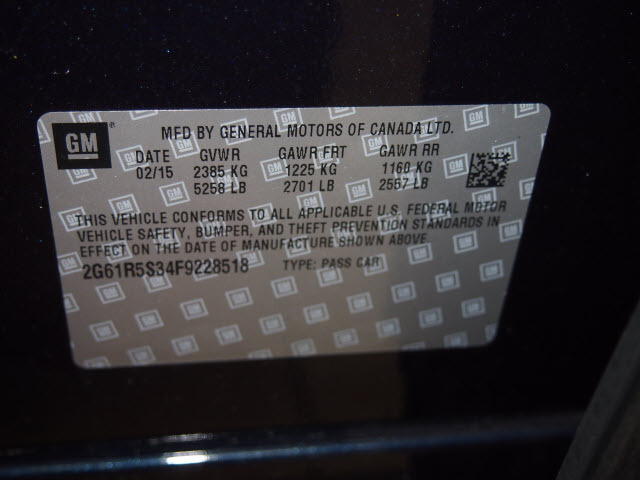 GM
MFD BY GENERAL MOTORS OF CANADA LTD.
DATE GVWR GAWR FRT GAWR RR
02/15 2385 KG 1225 KG 1160 KG
5258 LB 2701 LB 2557 LB
THIS VEHICLE CONFORMS TO ALL APPLICABLE U.S. FEDERAL MOTOR
VEHICLE SAFETY, BUMPER, AND THEFT PREVENTION STANDARDS IN
EFFECT ON THE DATE OF MANUFACTURE SHOWN ABOVE.
2G61R5S34F9228518 TYPE: PASS CAR